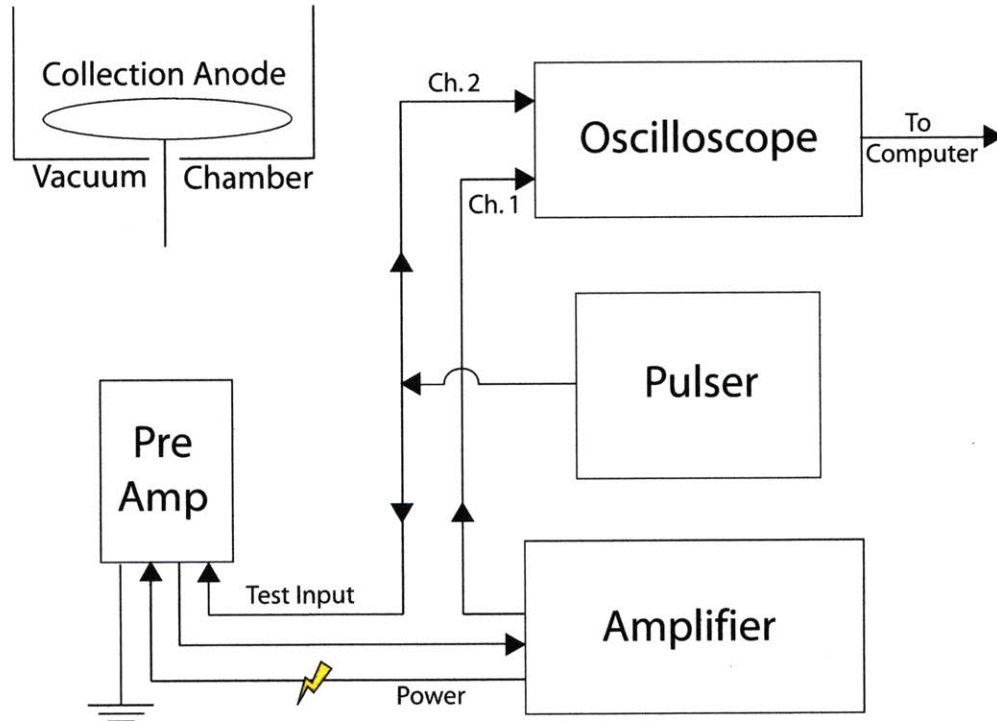 Collection Anode
Vacuum Chamber
Ch. 2
Ch. 1
Oscilloscope
To
Computer
Pulser
Pre
Amp
Test Input
Amplifier
Power